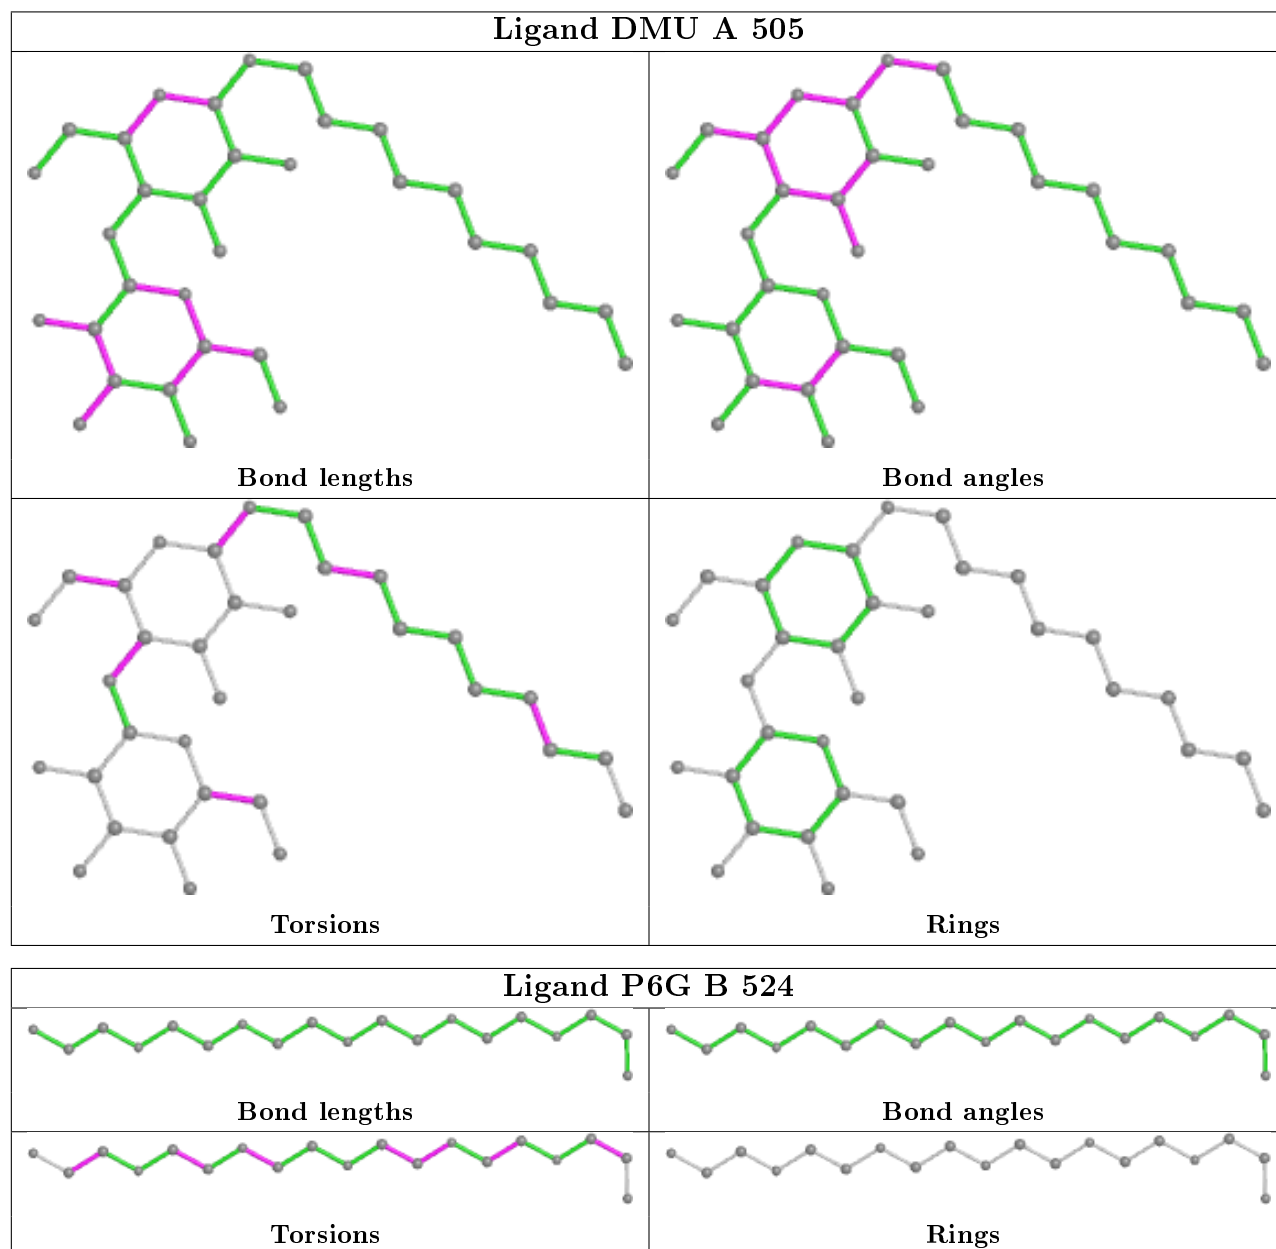 Ligand DMU A 505
Bond lengths
Bond angles
Torsions
Rings
Ligand P6G B 524
Bond lengths
Bond angles
Torsions
Rings